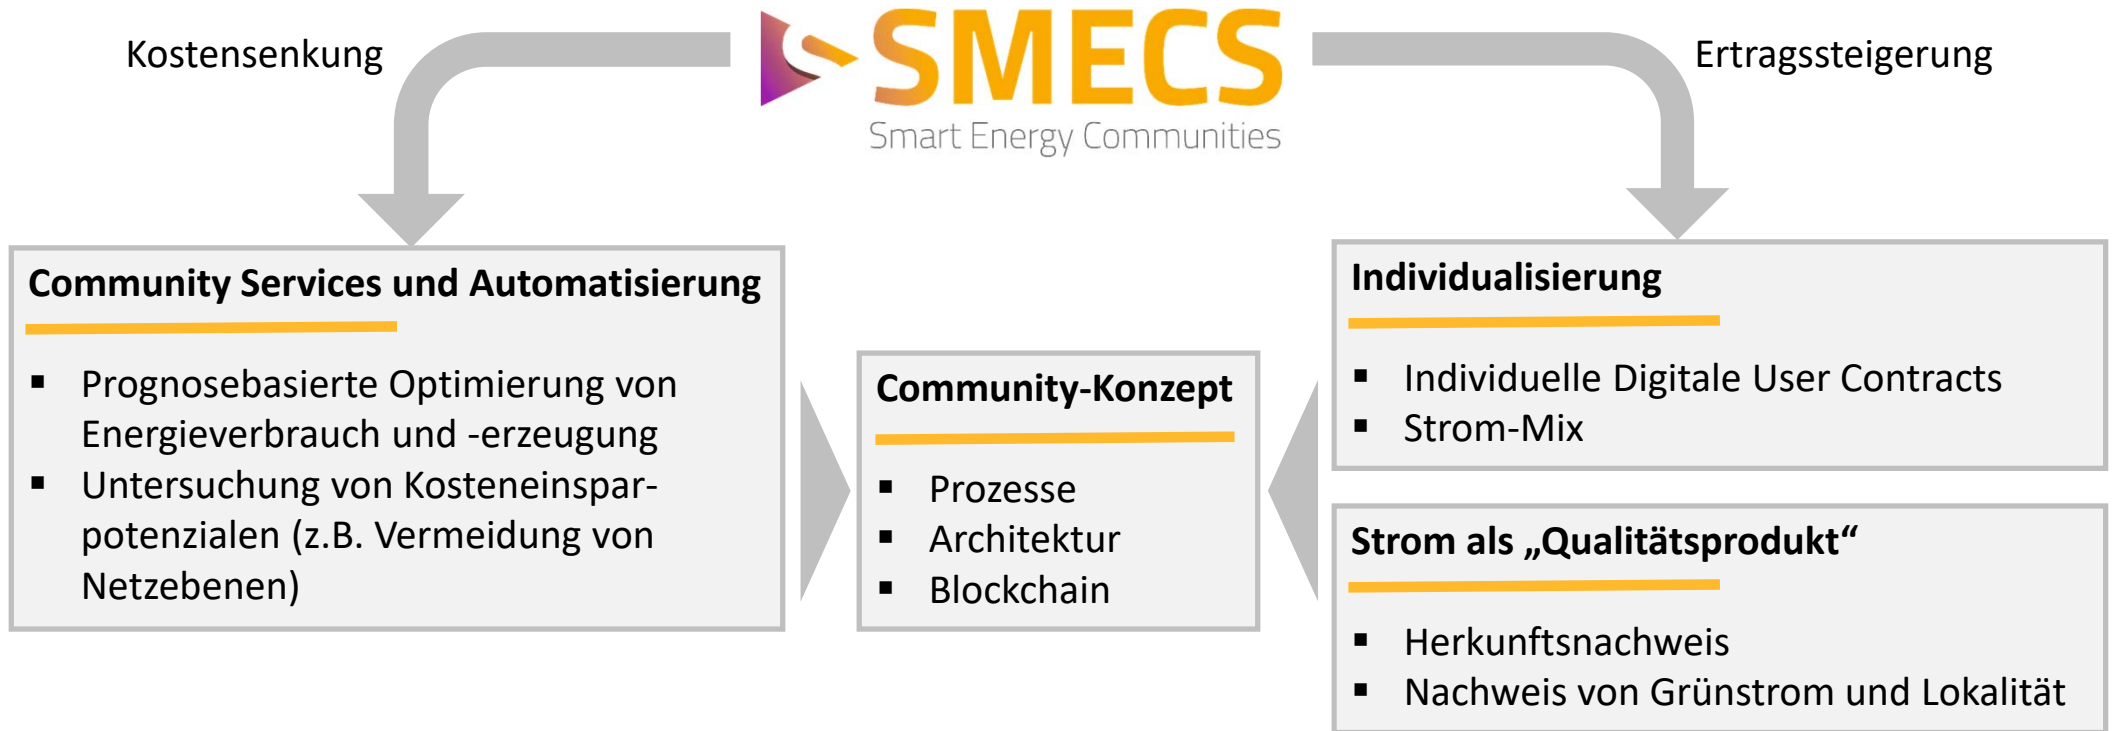 Kostensenkung
SMECS
Smart Energy Communities
Ertragssteigerung
Community Services und Automatisierung
▪ Prognosebasierte Optimierung von
Energieverbrauch und -erzeugung
▪ Untersuchung von Kosteneinspar-
potenzialen (z.B. Vermeidung von
Netzebenen)
Community-Konzept
▪ Prozesse
▪ Architektur
▪ Blockchain
Individualisierung
▪ Individuelle Digitale User Contracts
▪ Strom-Mix
Strom als „Qualitätsprodukt“
▪ Herkunftsnachweis
▪ Nachweis von Grünstrom und Lokalität